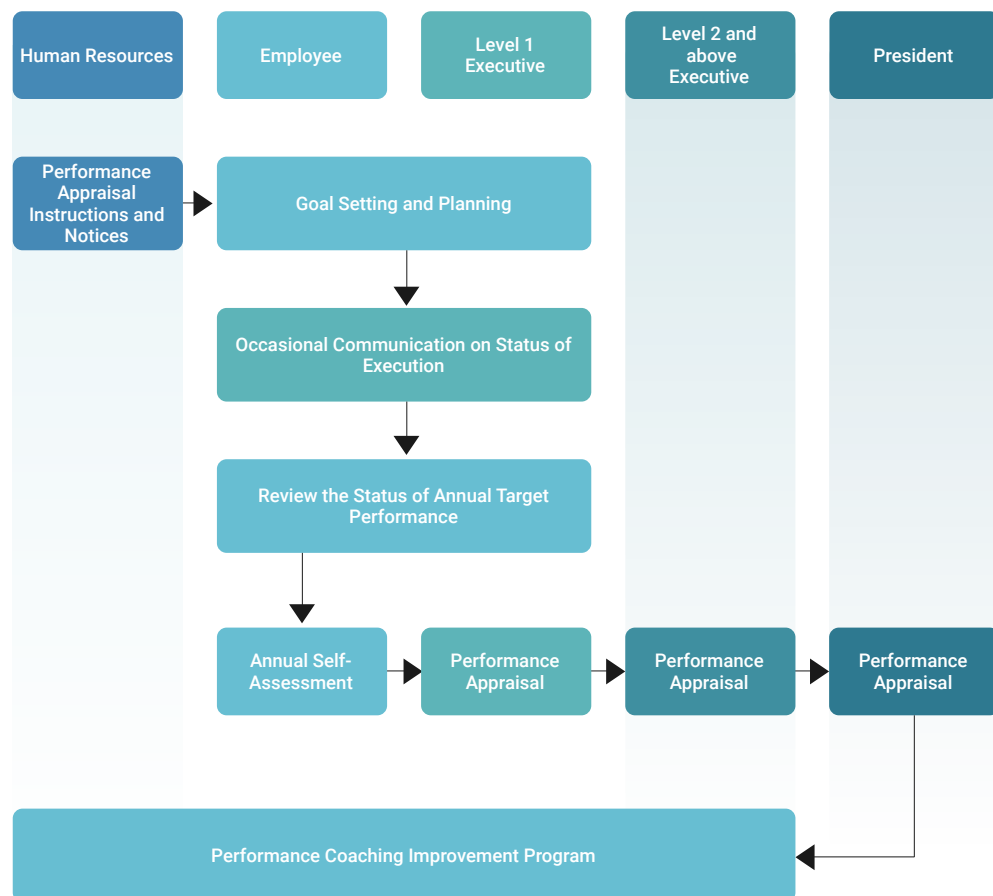 Human Resources
Employee
Level 1
Executive
Level 2 and
above
Executive
President
Performance
Appraisal
Instructions and
Notices
Goal Setting and Planning
Occasional Communication on Status of
Execution
Review the Status of Annual Target
Performance
Annual Self-
Assessment
Performance
Appraisal
Performance
Appraisal
Performance
Appraisal
Performance Coaching Improvement Program